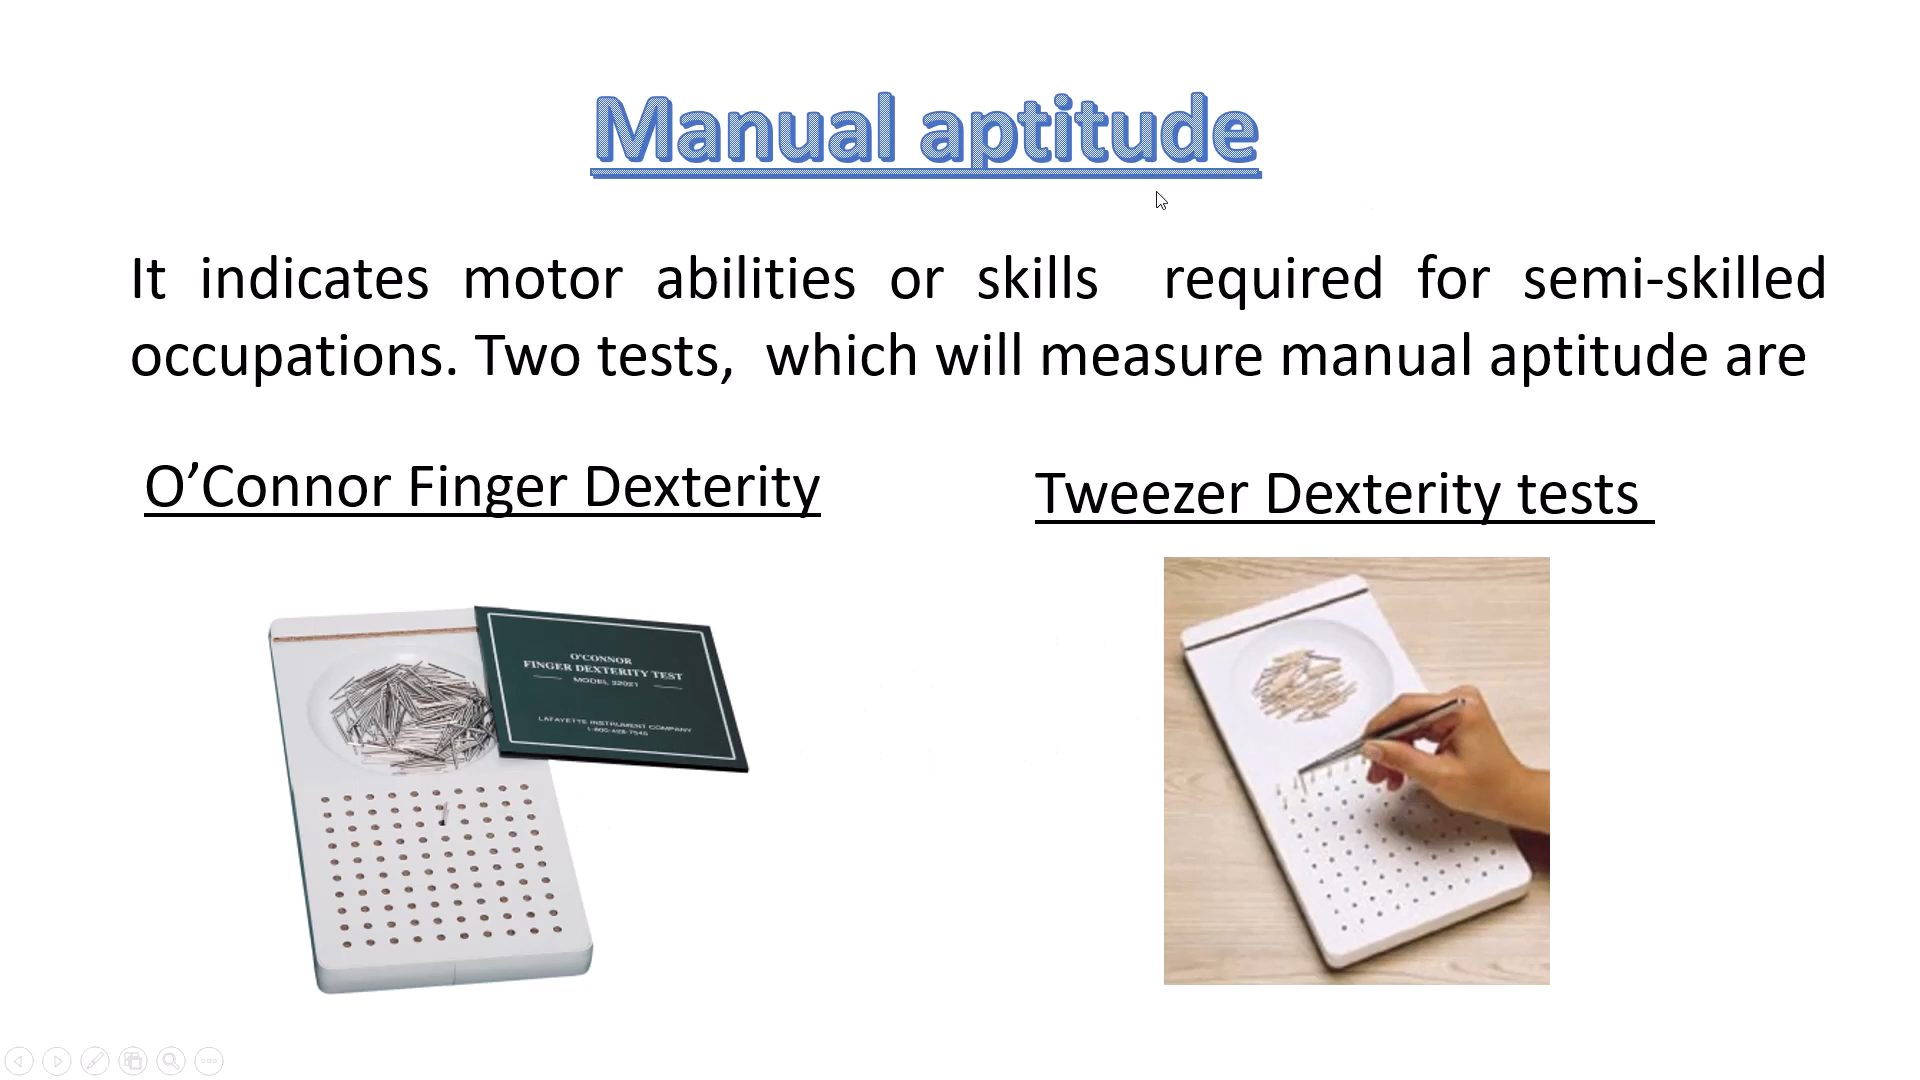 Manual aptitude
It indicates motor abilities or skills  required for semi-skilled
occupations. Two tests,  which will measure manual aptitude are
O’Connor Finger Dexterity
Tweezer Dexterity tests
O'CONNOR
FINGER DEXTERITY TEST
MODEL 32021
LAFAYETTE INSTRUMENT COMPANY
1-800-428-7545